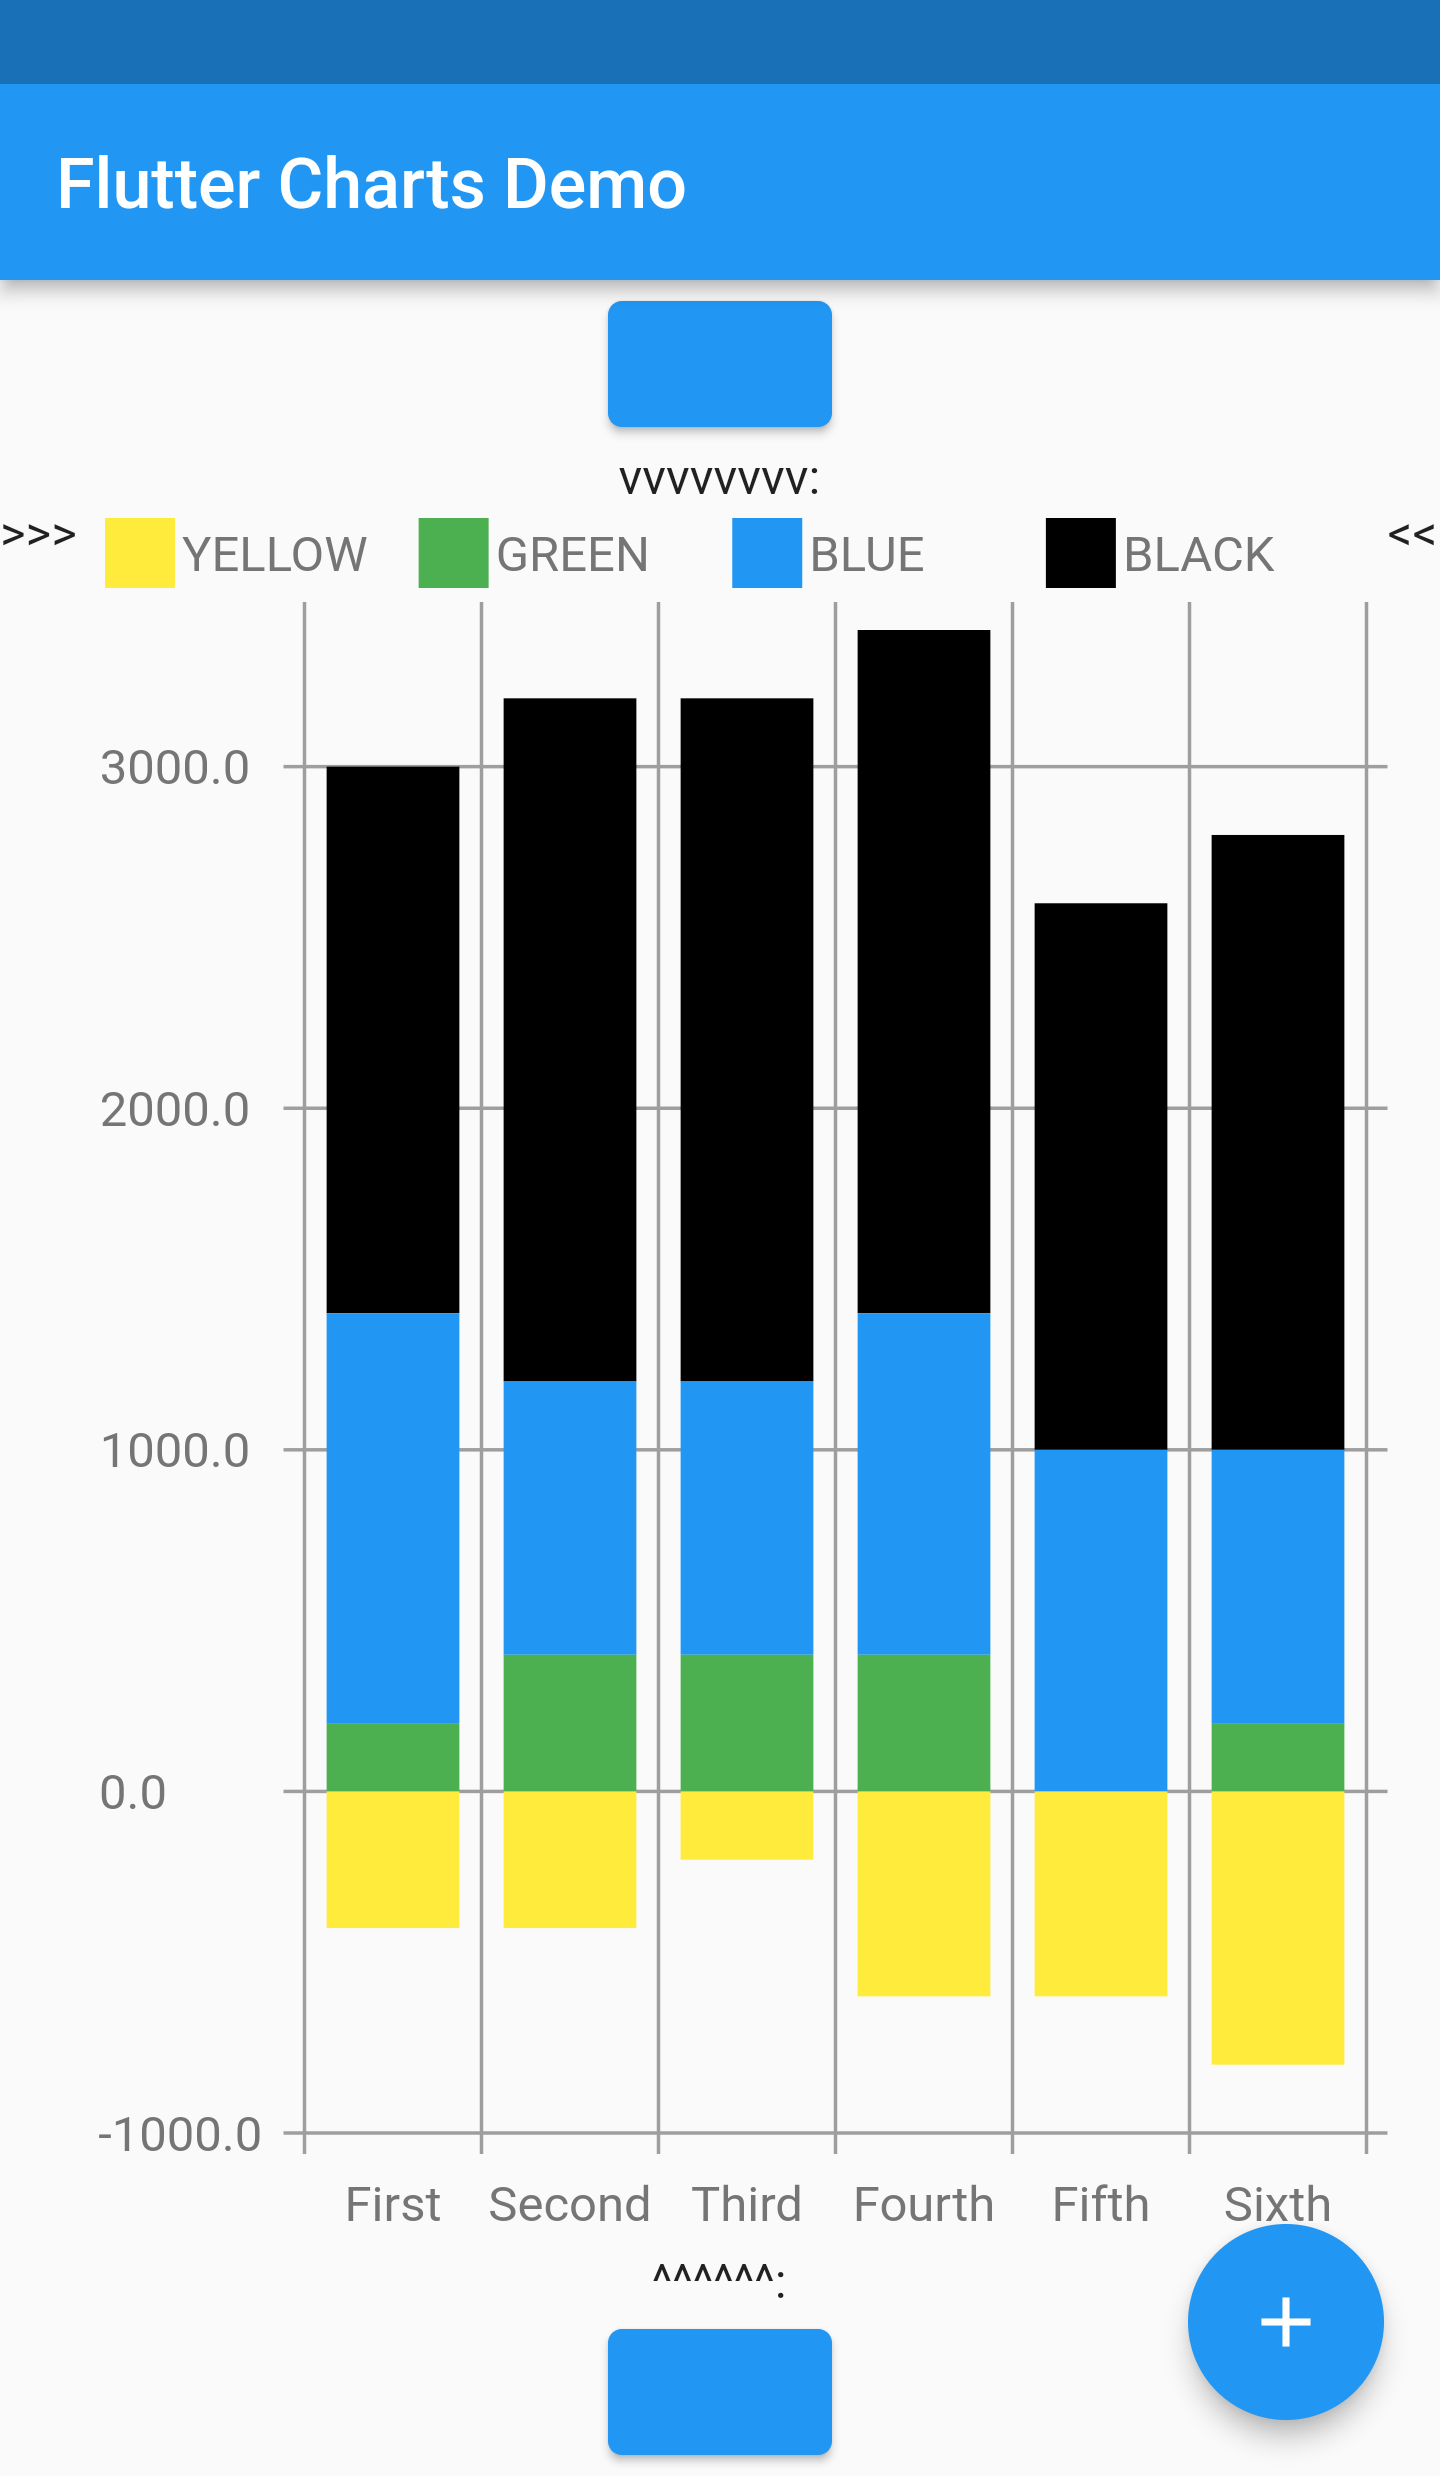 Flutter Charts Demo
vvvvvvvv:
>>> YELLOW GREEN BLUE BLACK <<
3000.0
2000.0
1000.0
0.0
-1000.0
First Second Third Fourth Fifth Sixth
^^^^^^:
+